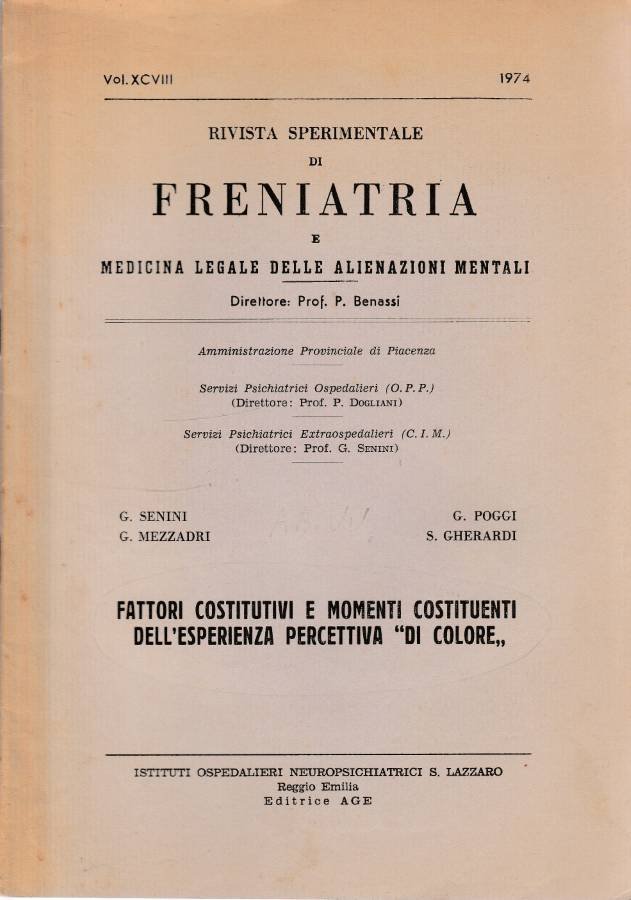 Vol. XCVIII 1974
RIVISTA SPERIMENTALE
DI
FRENIATRIA
E
MEDICINA LEGALE DELLE ALIENAZIONI MENTALI
Direttore: Prof. P. Benassi
Amministrazione Provinciale di Piacenza
Servizi Psichiatrici Ospedalieri (O.P.P.)
(Direttore: Prof. P. DOGLIANI)
Servizi Psichiatrici Extraospedalieri (C.I.M.)
(Direttore: Prof. G. SENINI)
G. SENINI G. POGGI
G. MEZZADRI S. GHERARDI
FATTORI COSTITUTIVI E MOMENTI COSTITUENTI
DELL'ESPERIENZA PERCETTIVA “DI COLORE„
ISTITUTI OSPEDALIERI NEUROPSICHIATRICI S. LAZZARO
Reggio Emilia
Editrice AGE